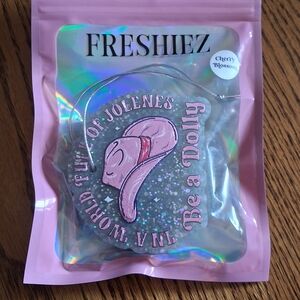 FRESHIEZ
Cherry
Blossom
IN A WORLD FULL OF JOLENES
Be a Dolly